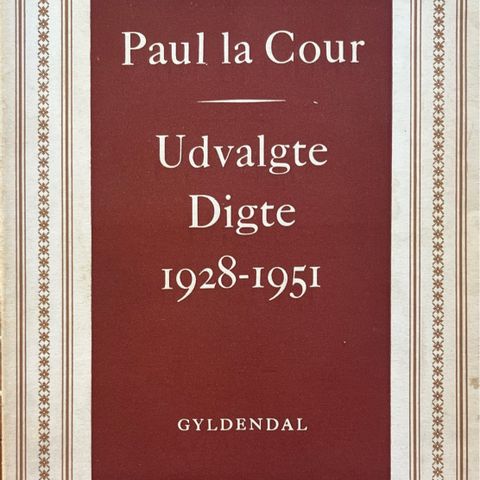 Paul la Cour
Udvalgte
Digte
1928-1951
GYLDENDAL